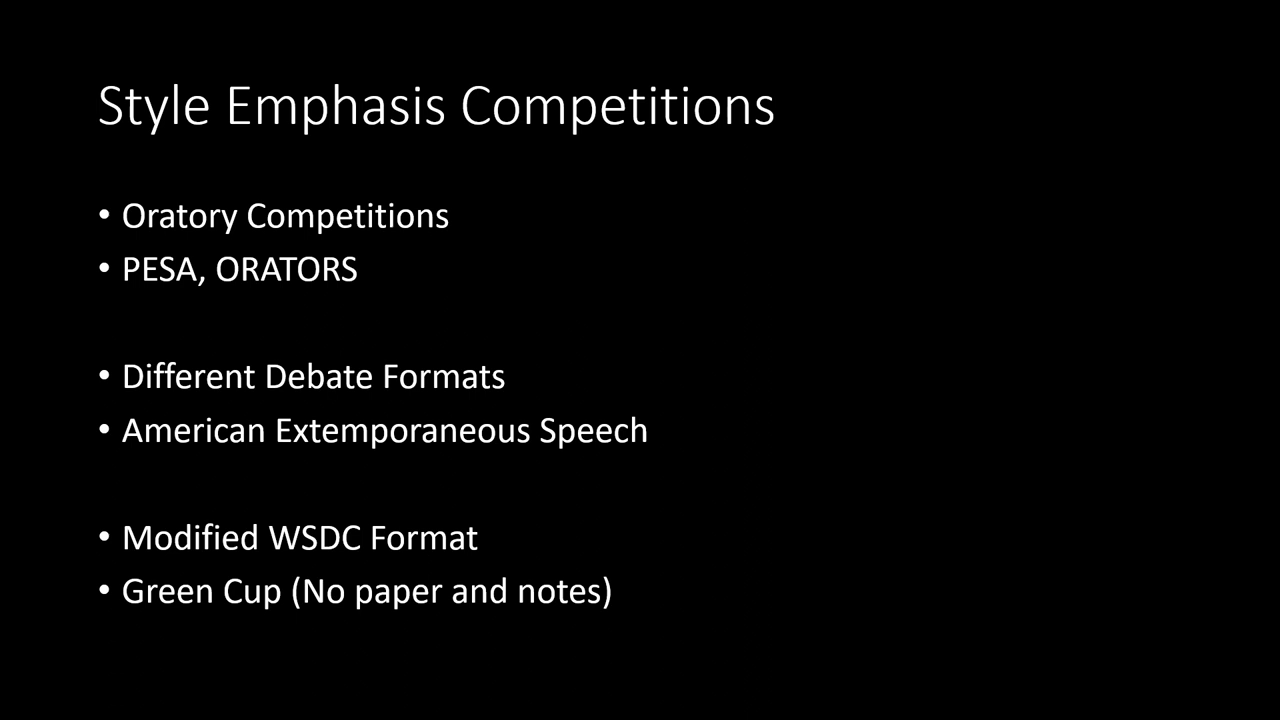 Style Emphasis Competitions
• Oratory Competitions
• PESA, ORATORS
• Different Debate Formats
• American Extemporaneous Speech
• Modified WSDC Format
• Green Cup (No paper and notes)